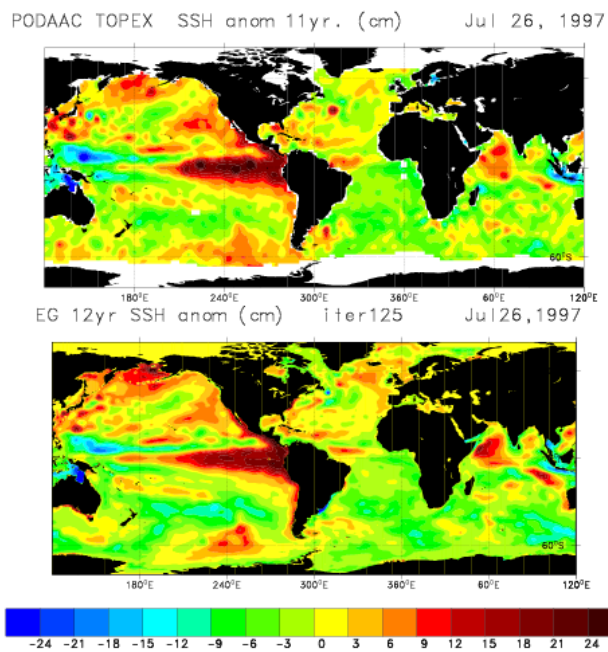 PODAAC TOPEX SSH anom 11yr. (cm) Jul 26, 1997
60°S
180°E 240°E 300°E 360°E 60°E 120°E
EG 12yr SSH anom (cm) iter125 Jul26,1997
60°S
180°E 240°E 300°E 360°E 60°E 120°E
-24 -21 -18 -15 -12 -9 -6 -3 0 3 6 9 12 15 18 21 24